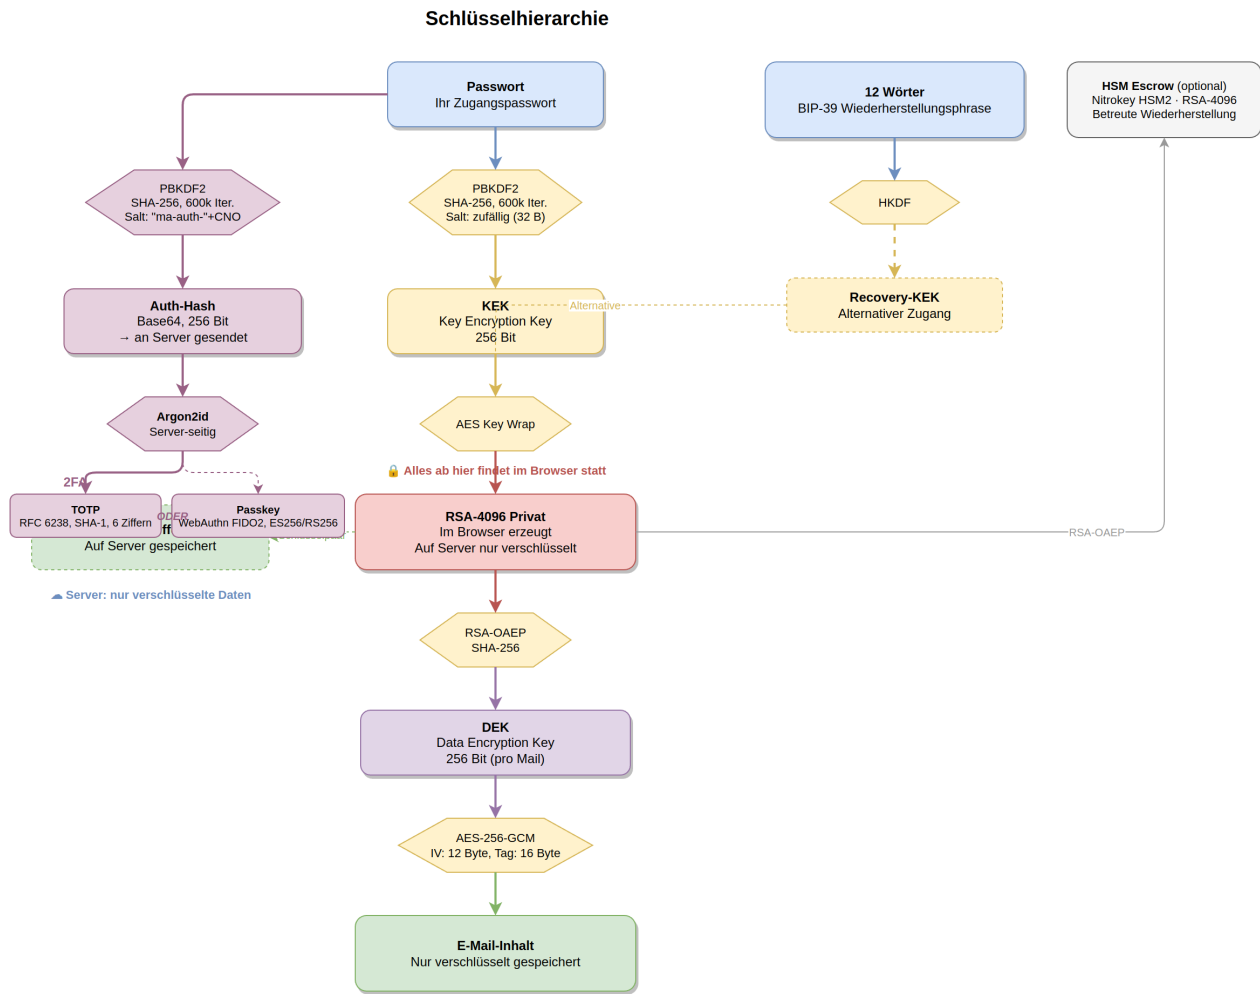 Schlüsselhierarchie
Passwort
Ihr Zugangspasswort
12 Wörter
BIP-39 Wiederherstellungsphrase
HSM Escrow (optional)
Nitrokey HSM2 · RSA-4096
Betreute Wiederherstellung
PBKDF2
SHA-256, 600k Iter.
Salt: "ma-auth-"+CNO
PBKDF2
SHA-256, 600k Iter.
Salt: zufällig (32 B)
HKDF
Auth-Hash
Base64, 256 Bit
→ an Server gesendet
KEK
Key Encryption Key
256 Bit
Alternative
Recovery-KEK
Alternativer Zugang
Argon2id
Server-seitig
AES Key Wrap
🔒 Alles ab hier findet im Browser statt
2FA
TOTP
RFC 6238, SHA-1, 6 Ziffern
ODER
Passkey
WebAuthn FIDO2, ES256/RS256
Auf Server gespeichert
RSA-4096 Privat
Im Browser erzeugt
Auf Server nur verschlüsselt
RSA-OAEP
☁ Server: nur verschlüsselte Daten
RSA-OAEP
SHA-256
DEK
Data Encryption Key
256 Bit (pro Mail)
AES-256-GCM
IV: 12 Byte, Tag: 16 Byte
E-Mail-Inhalt
Nur verschlüsselt gespeichert